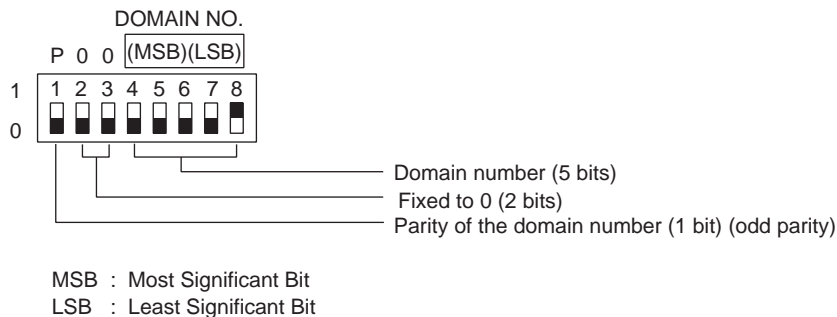 DOMAIN NO.
P 0 0 (MSB)(LSB)
1 1 2 3 4 5 6 7 8
0
Domain number (5 bits)
Fixed to 0 (2 bits)
Parity of the domain number (1 bit) (odd parity)
MSB : Most Significant Bit
LSB : Least Significant Bit